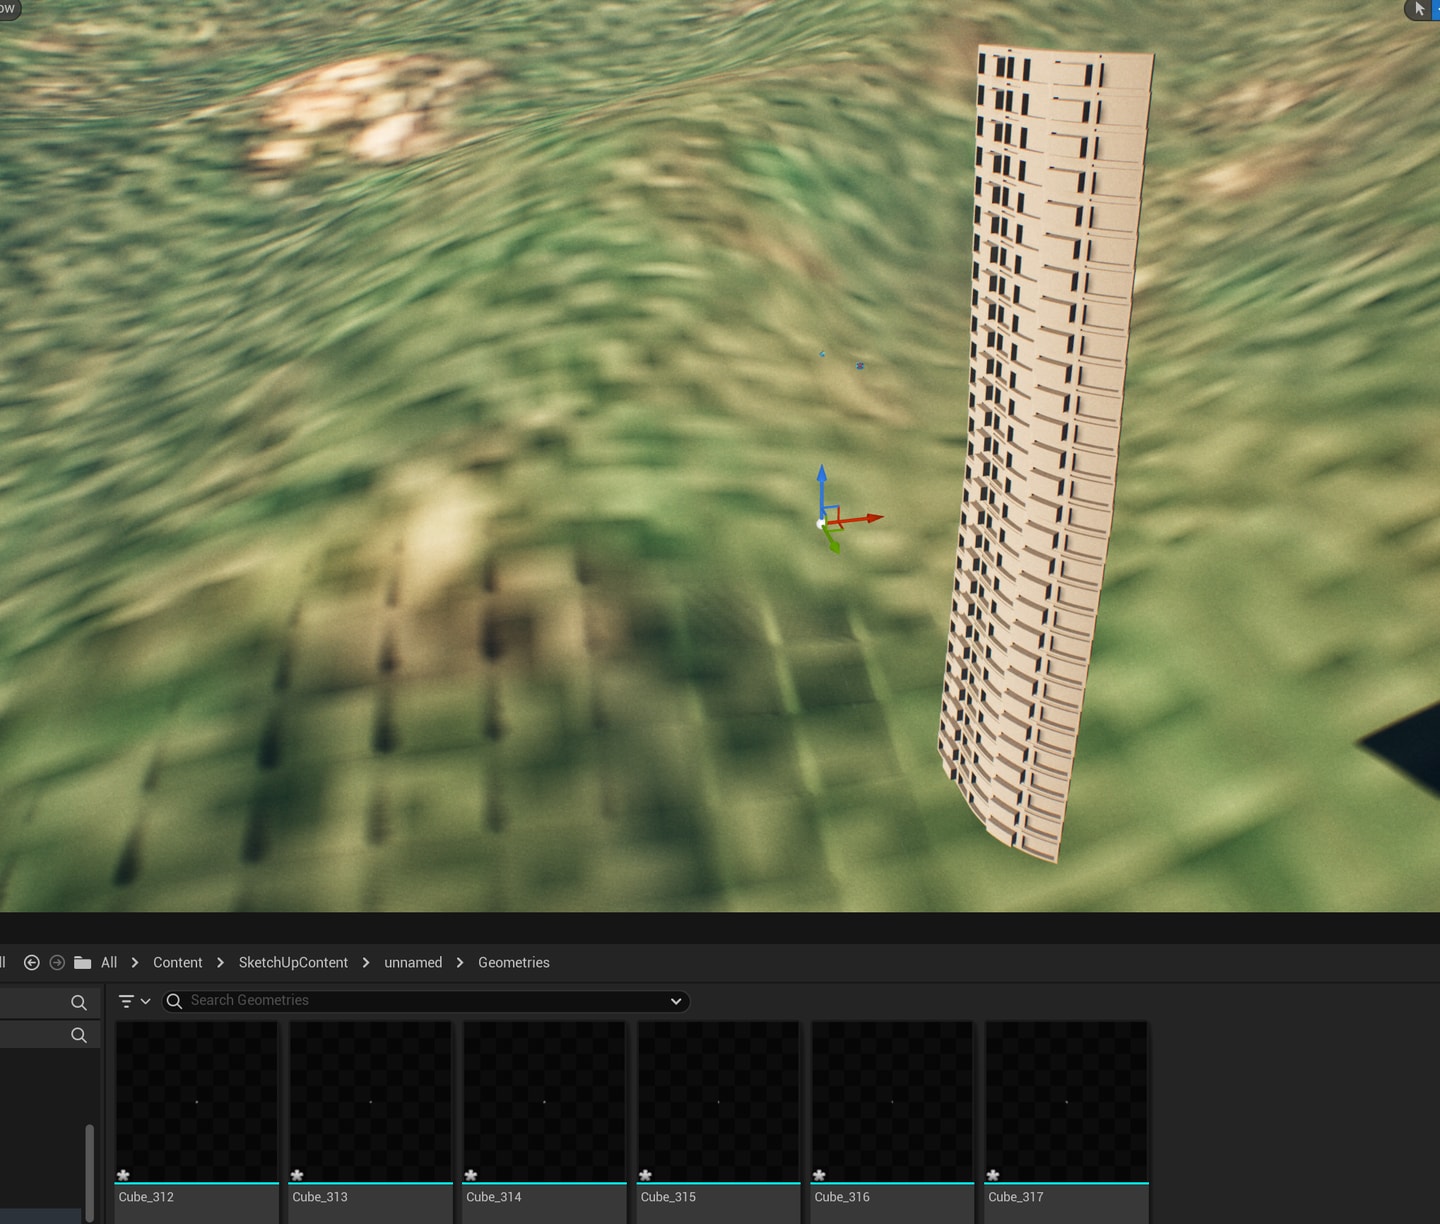 All
Content
SketchUpContent
unnamed
Geometries
Search Geometries
Cube_312
Cube_313
Cube_314
Cube_315
Cube_316
Cube_317